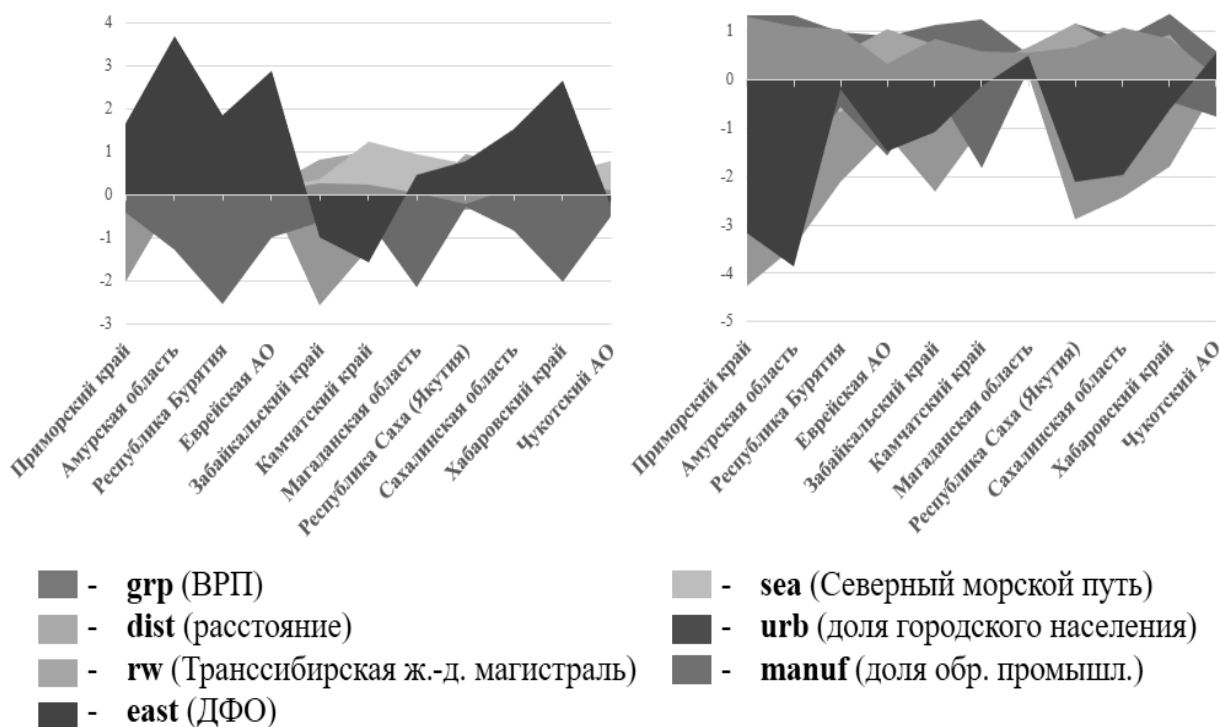 4
3
2
1
0
-1
-2
-3
Приморский край
Амурская область
Республика Бурятия
Еврейская АО
Забайкальский край
Камчатский край
Магаданская область
Республика Саха (Якутия)
Сахалинская область
Хабаровский край
Чукотский АО
1
0
-1
-2
-3
-4
-5
Приморский край
Амурская область
Республика Бурятия
Еврейская АО
Забайкальский край
Камчатский край
Магаданская область
Республика Саха (Якутия)
Сахалинская область
Хабаровский край
Чукотский АО
- grp (ВРП)
- dist (расстояние)
- rw (Транссибирская ж.-д. магистраль)
- east (ДФО)
- sea (Северный морской путь)
- urb (доля городского населения)
- manuf (доля обр. промышл.)